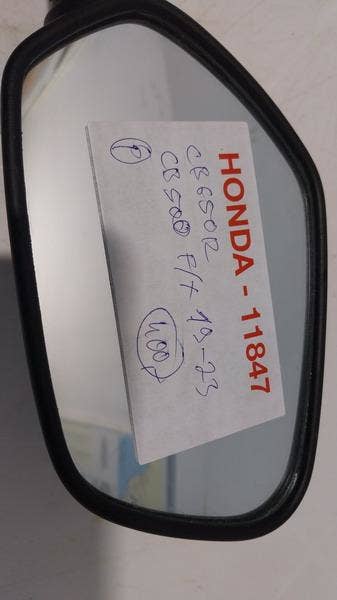 HONDA - 11847
CB650R
CB500 F/X 19-23
400
P